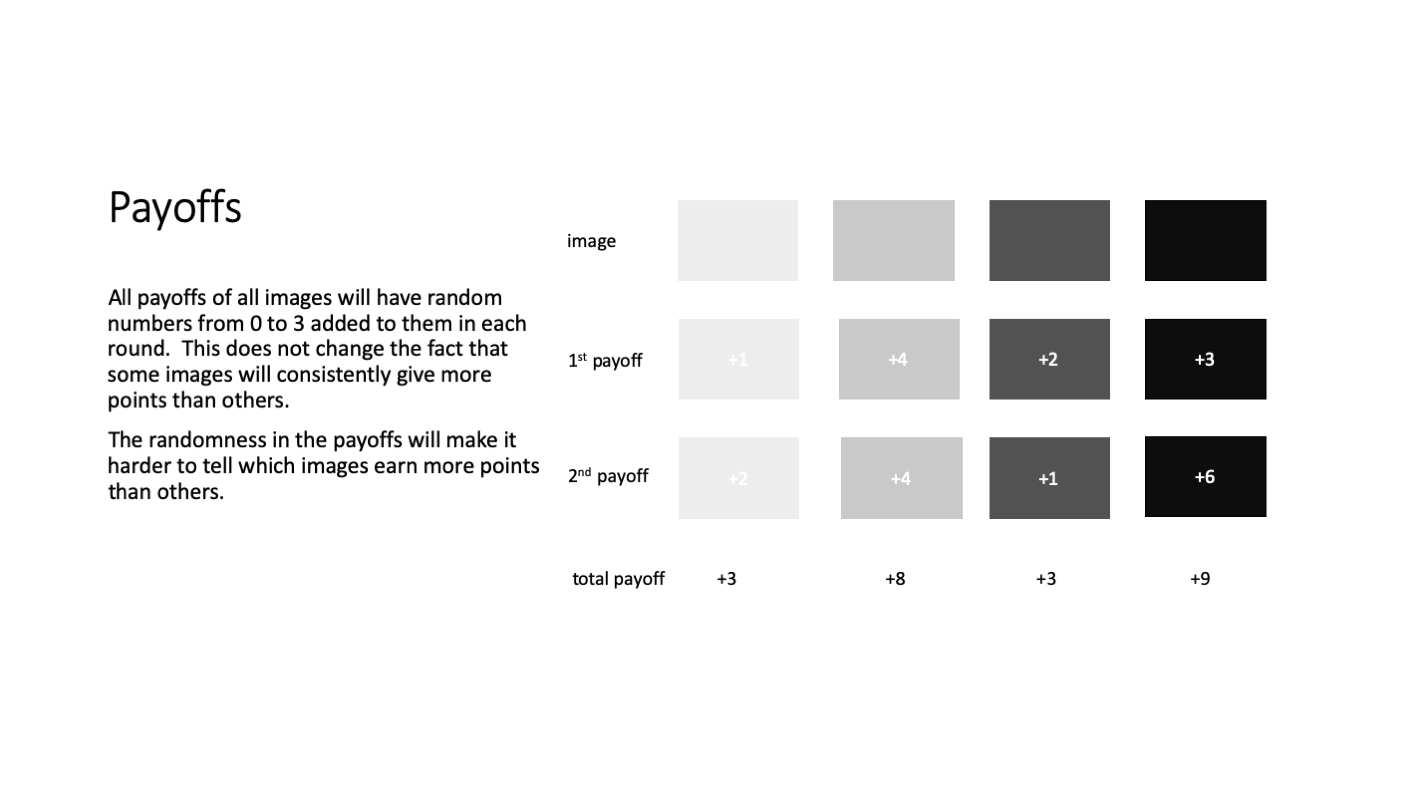 Payoffs
All payoffs of all images will have random
numbers from 0 to 3 added to them in each
round.  This does not change the fact that
some images will consistently give more
points than others.
The randomness in the payoffs will make it
harder to tell which images earn more points
than others.
image
1st payoff +1 +4 +2 +3
2nd payoff +2 +4 +1 +6
total payoff +3 +8 +3 +9